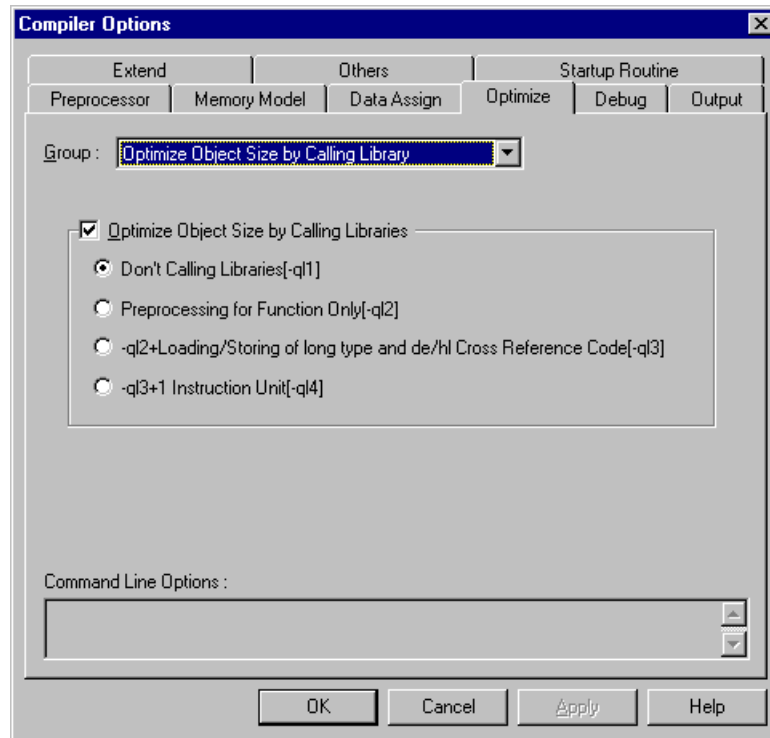 Compiler Options
Extend Others Startup Routine
Preprocessor Memory Model Data Assign Optimize Debug Output
Group : Optimize Object Size by Calling Library
Optimize Object Size by Calling Libraries
Don't Calling Libraries[-ql1]
Preprocessing for Function Only[-ql2]
-ql2+Loading/Storing of long type and de/hl Cross Reference Code[-ql3]
-ql3+1 Instruction Unit[-ql4]
Command Line Options :
OK Cancel Apply Help